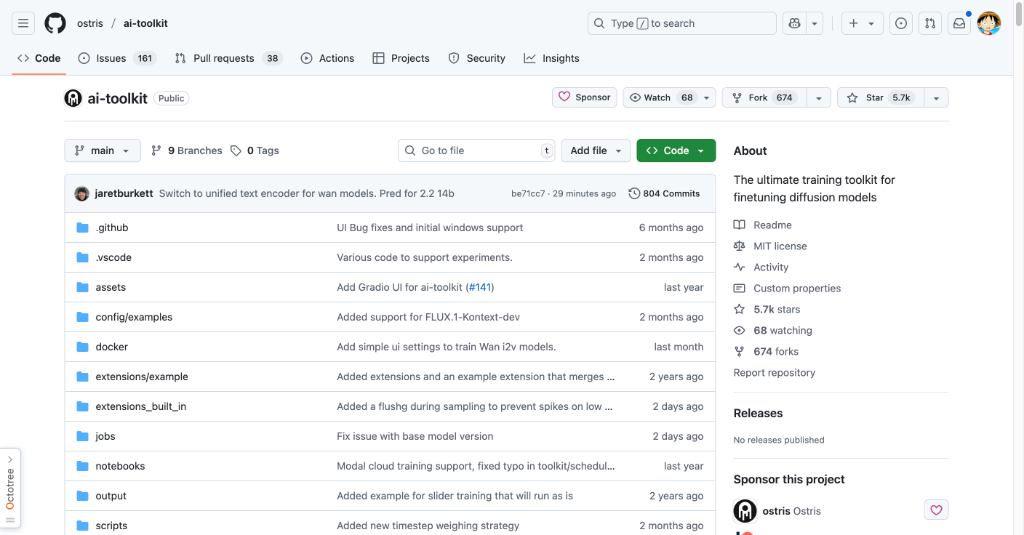 ostris / ai-toolkit
Type / to search
Code Issues 161 Pull requests 38 Actions Projects Security Insights
ai-toolkit Public
Sponsor Watch 68 Fork 674 Star 5.7k
main 9 Branches 0 Tags Go to file t Add file Code
jaretburkett Switch to unified text encoder for wan models. Pred for 2.2 14b be71cc7 · 29 minutes ago 804 Commits
.github UI Bug fixes and initial windows support 6 months ago
.vscode Various code to support experiments. 2 months ago
assets Add Gradio UI for ai-toolkit (#141) last year
config/examples Added support for FLUX.1-Kontext-dev 2 months ago
docker Add simple ui settings to train Wan i2v models. last month
extensions/example Added extensions and an example extension that merges ... 2 years ago
extensions_built_in Added a flushg during sampling to prevent spikes on low ... 2 days ago
jobs Fix issue with base model version 2 days ago
notebooks Modal cloud training support, fixed typo in toolkit/schedul... last year
output Added example for slider training that will run as is 2 years ago
scripts Added new timestep weighing strategy 2 months ago
About
The ultimate training toolkit for
finetuning diffusion models
Readme
MIT license
Activity
Custom properties
5.7k stars
68 watching
674 forks
Report repository
Releases
No releases published
Sponsor this project
ostris Ostris
Octotree